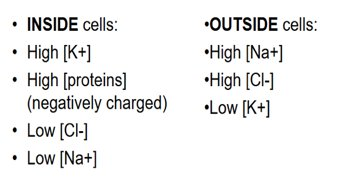 • INSIDE cells:
• High [K+]
• High [proteins]
(negatively charged)
• Low [Cl-]
• Low [Na+]
•OUTSIDE cells:
•High [Na+]
•High [Cl-]
•Low [K+]